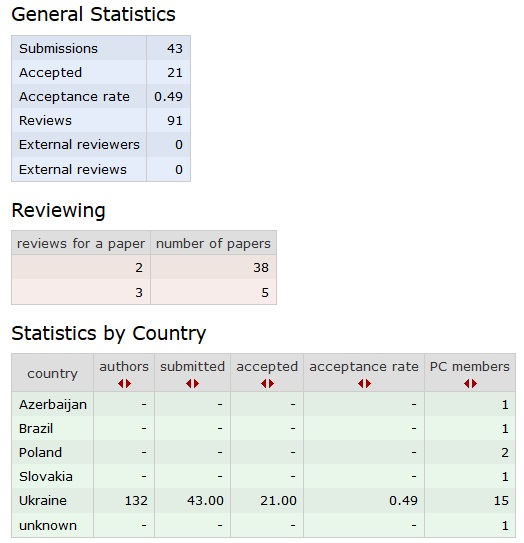 General Statistics
Submissions 43
Accepted 21
Acceptance rate 0.49
Reviews 91
External reviewers 0
External reviews 0
Reviewing
reviews for a paper number of papers
2 38
3 5
Statistics by Country
country authors submitted accepted acceptance rate PC members
Azerbaijan - - - - 1
Brazil - - - - 1
Poland - - - - 2
Slovakia - - - - 1
Ukraine 132 43.00 21.00 0.49 15
unknown - - - - 1